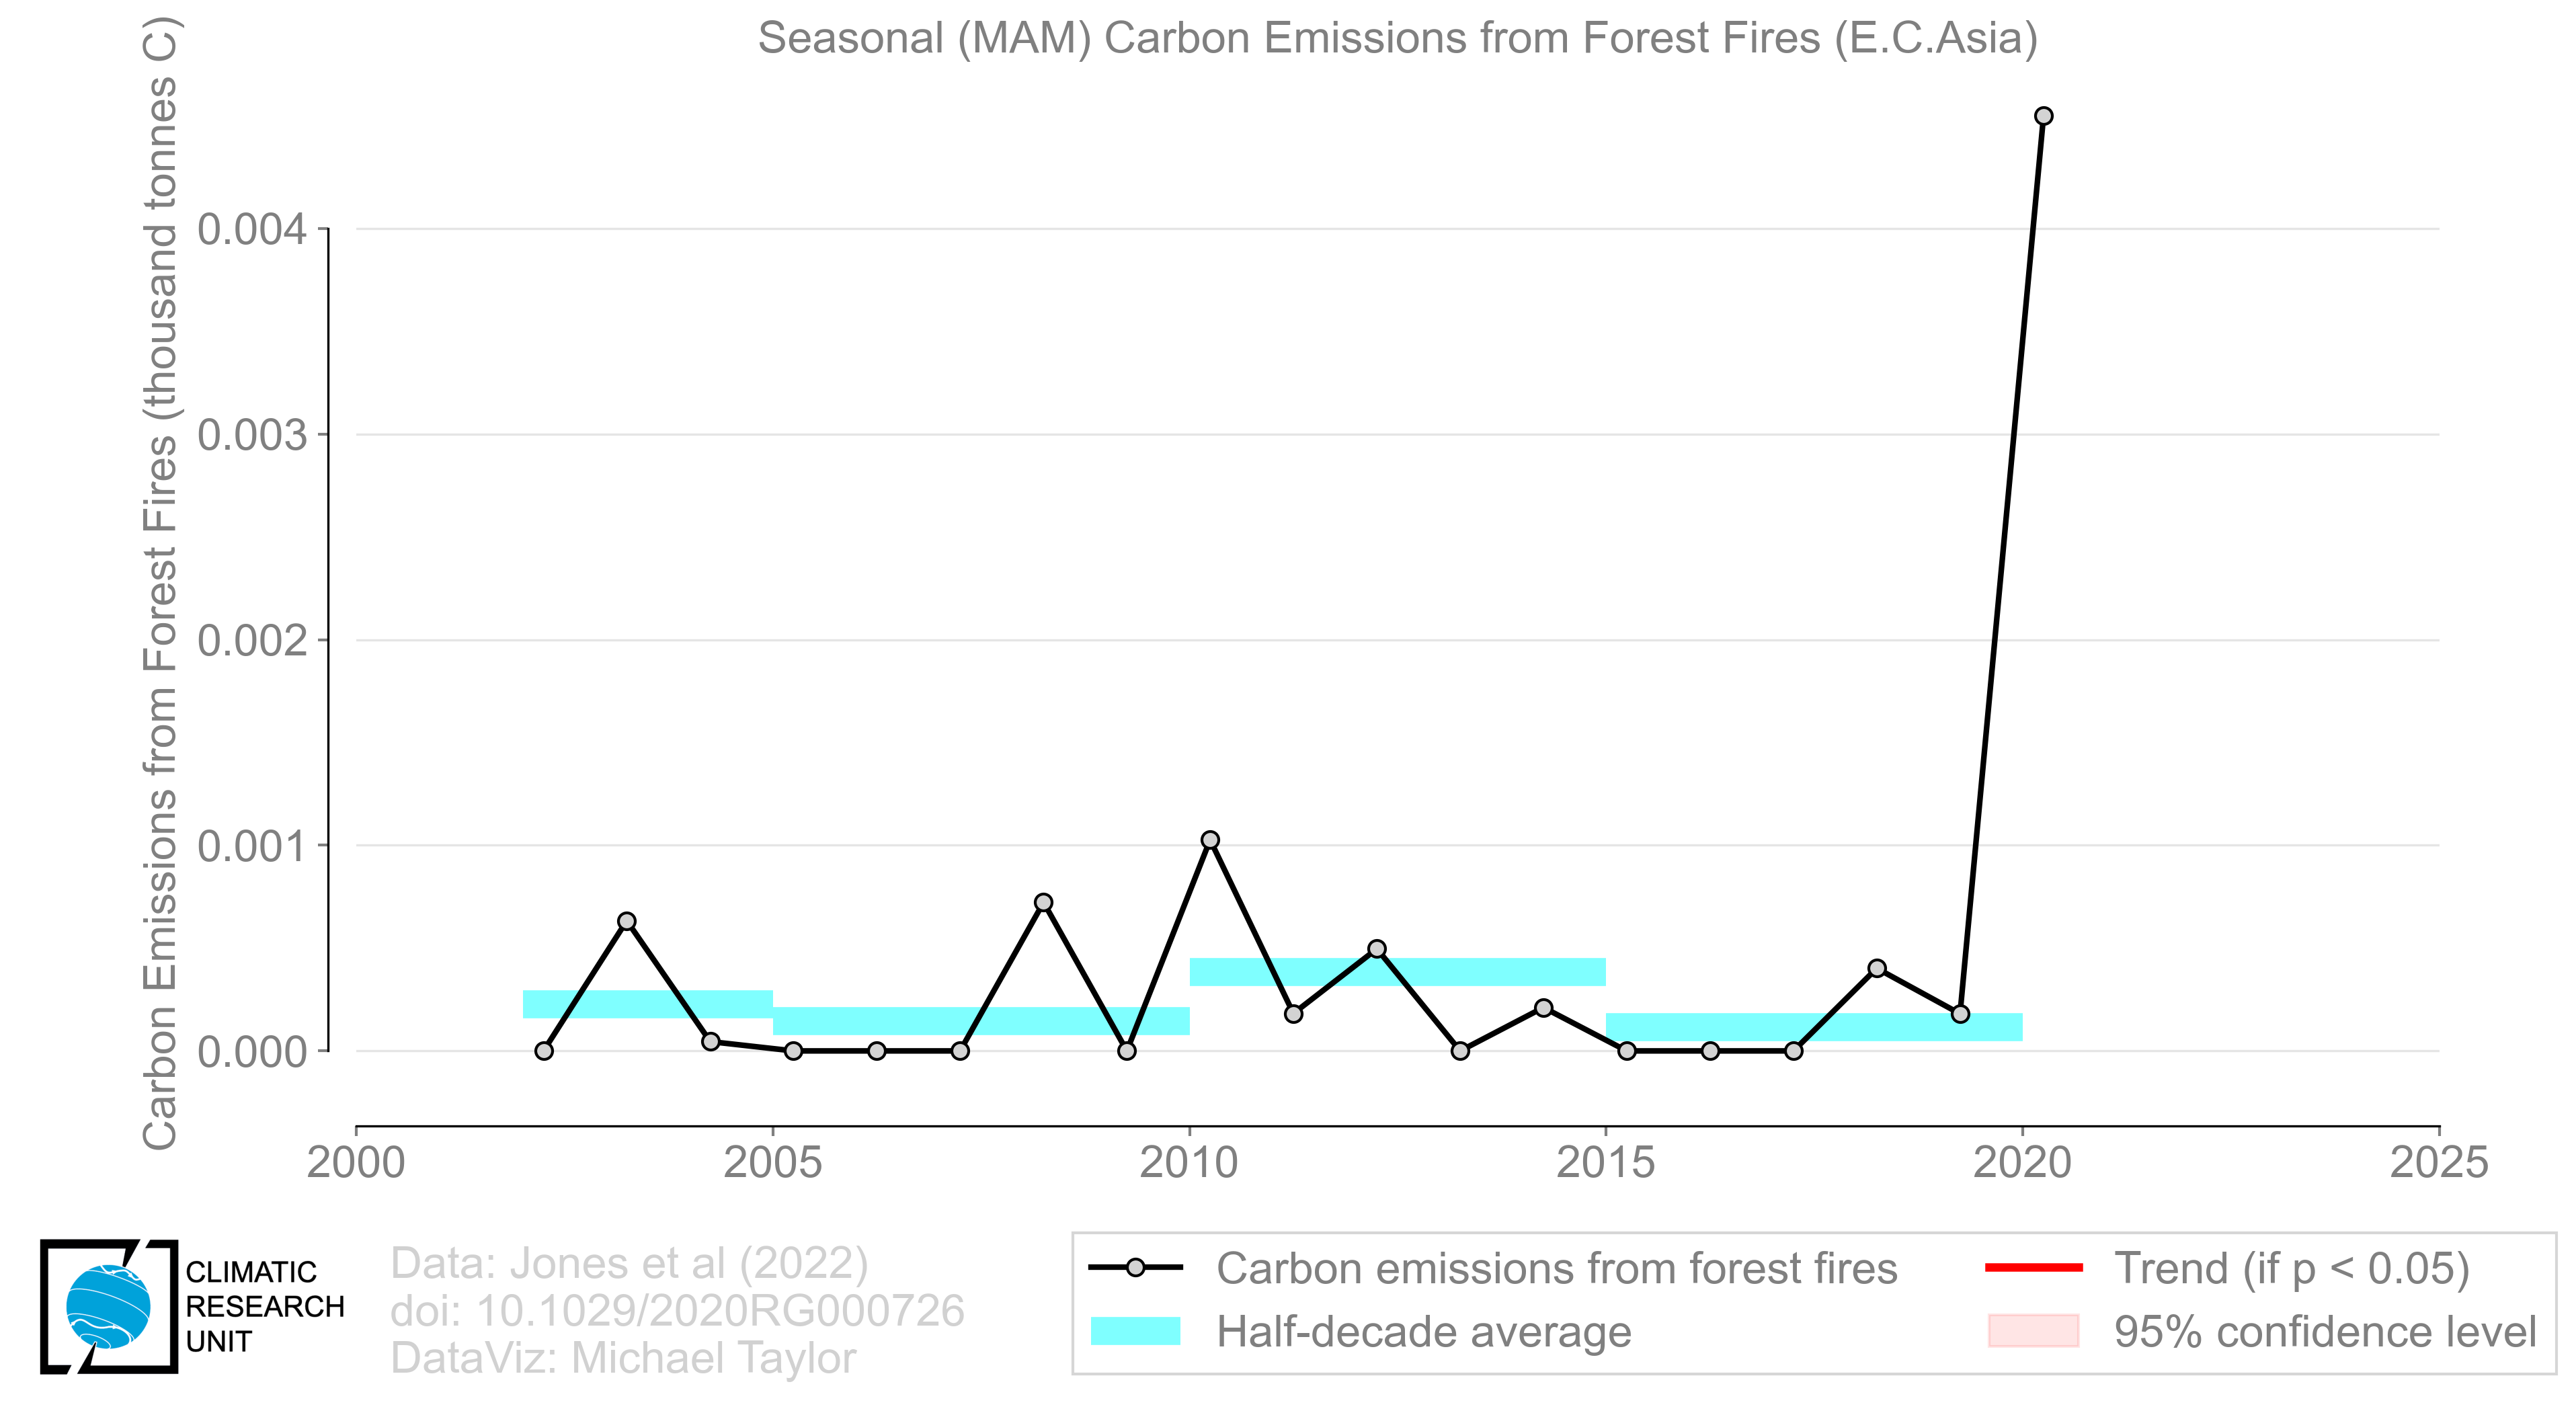 Seasonal (MAM) Carbon Emissions from Forest Fires (E.C.Asia)
Carbon Emissions from Forest Fires (thousand tonnes C)
0.004
0.003
0.002
0.001
0.000
2000
2005
2010
2015
2020
2025
CLIMATIC
RESEARCH
UNIT
Data: Jones et al (2022)
doi: 10.1029/2020RG000726
DataViz: Michael Taylor
Carbon emissions from forest fires
Half-decade average
Trend (if p < 0.05)
95% confidence level